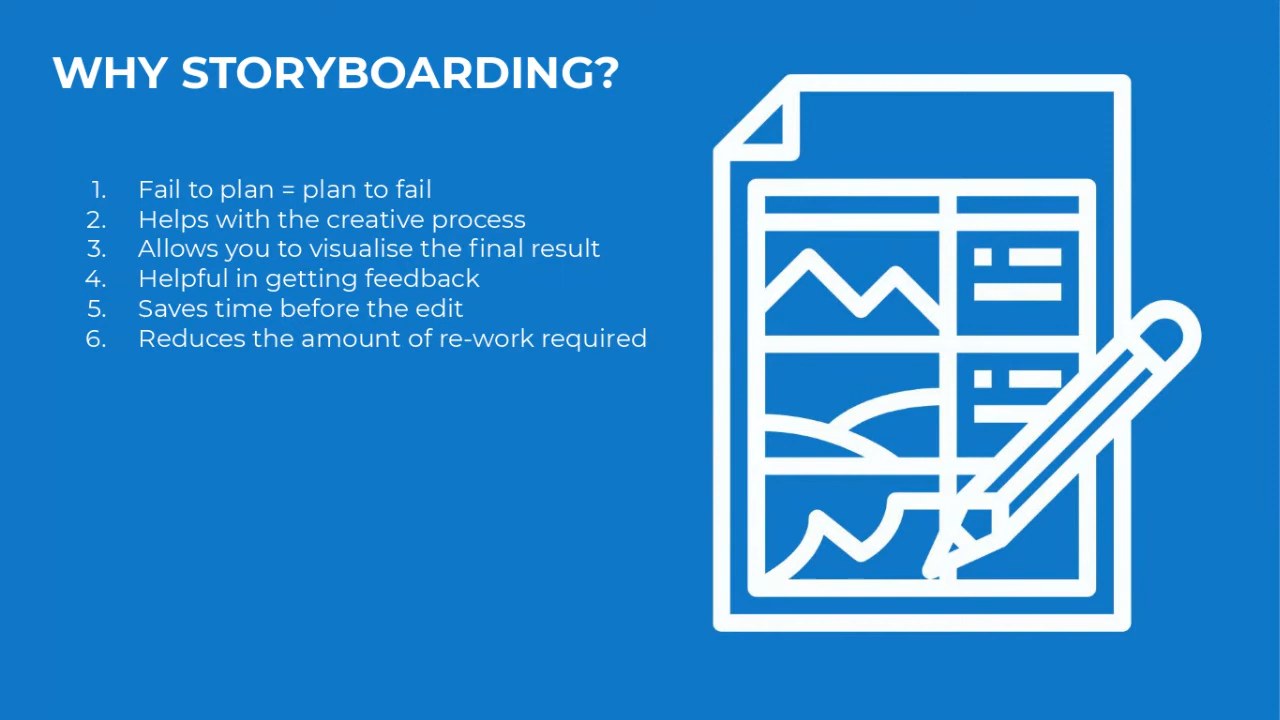 WHY STORYBOARDING?
1. Fail to plan = plan to fail
2. Helps with the creative process
3. Allows you to visualise the final result
4. Helpful in getting feedback
5. Saves time before the edit
6. Reduces the amount of re-work required